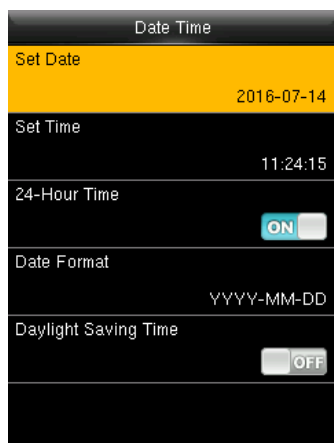 Date Time
Set Date
2016-07-14
Set Time
11:24:15
24-Hour Time
ON
Date Format
YYYY-MM-DD
Daylight Saving Time
OFF